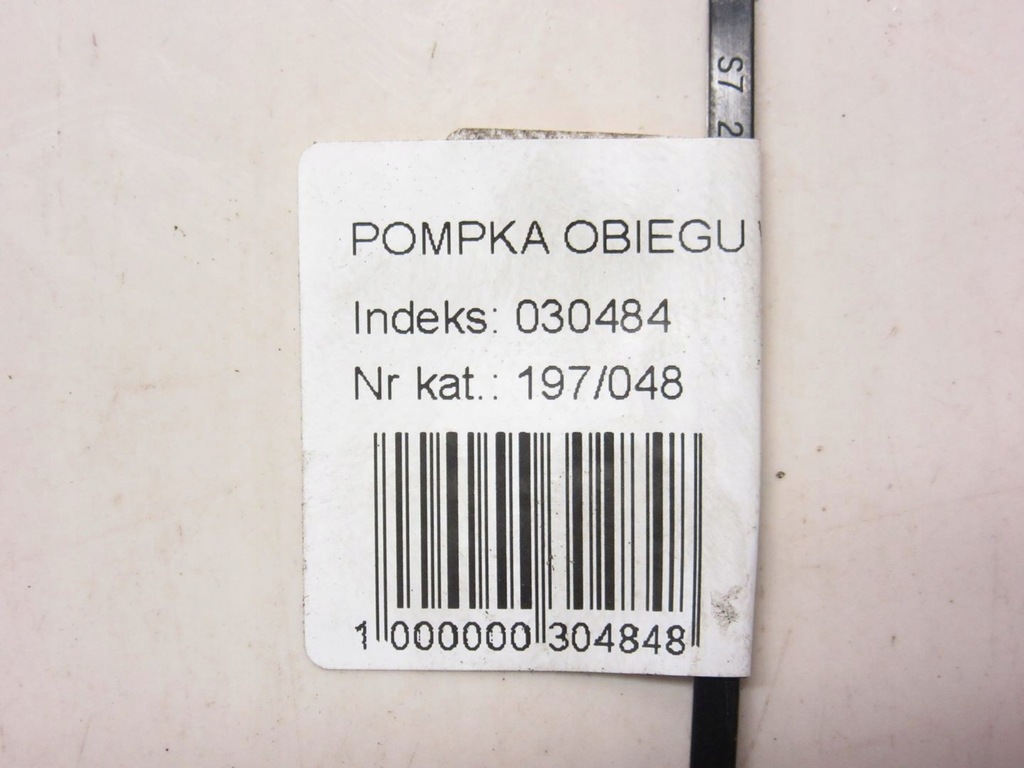 S7 2
POMPKA OBIEGU
Indeks: 030484
Nr kat.: 197/048
1 000000 304848